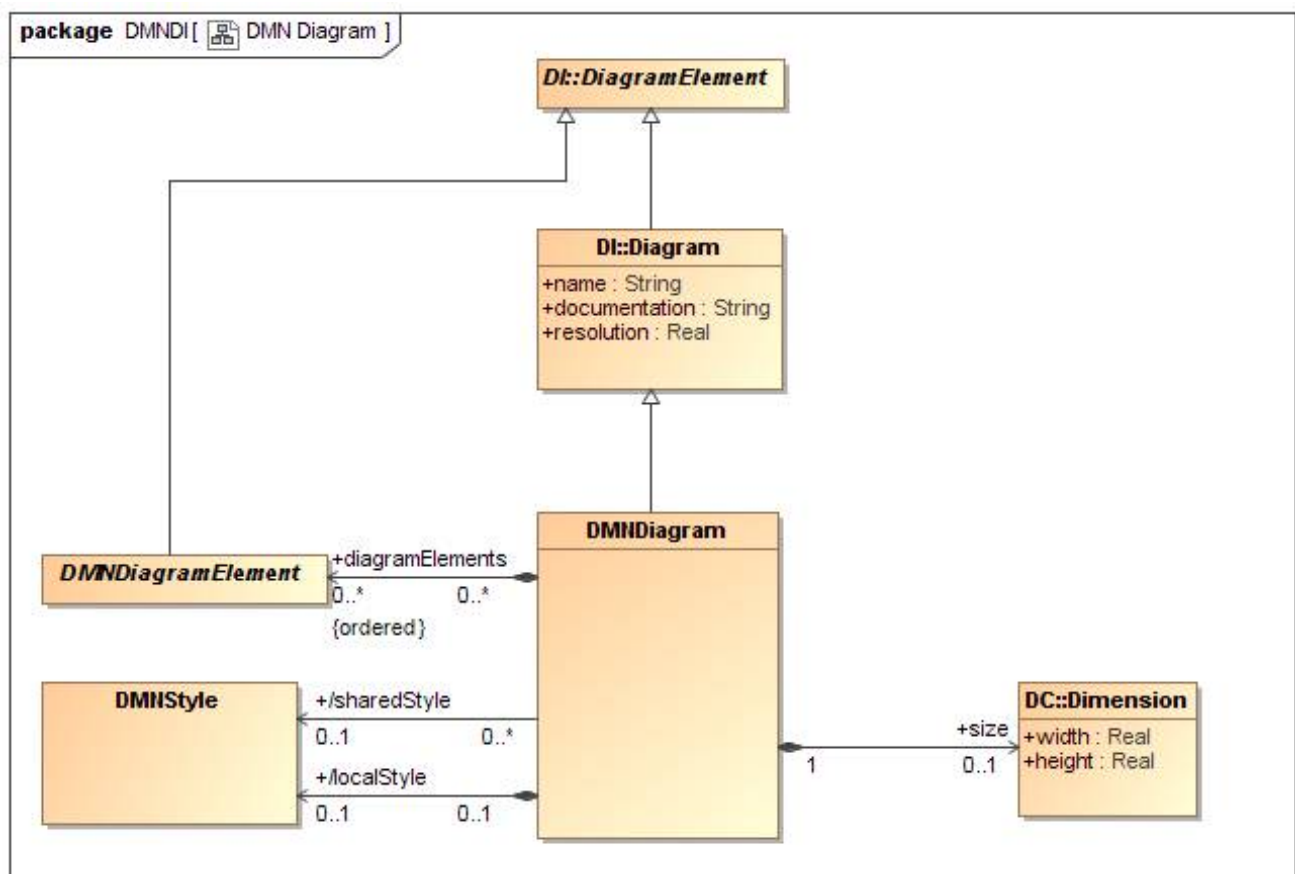 package DMNDI [ DMN Diagram ]
DI::DiagramElement
DI::Diagram
+name : String
+documentation : String
+resolution : Real
DMNDiagram
DMNDiagramElement
+diagramElements
0..* 0..*
{ordered}
DMNStyle
+/sharedStyle
0..1 0..*
+/localStyle
0..1 0..1
+size
1 0..1
DC::Dimension
+width : Real
+height : Real